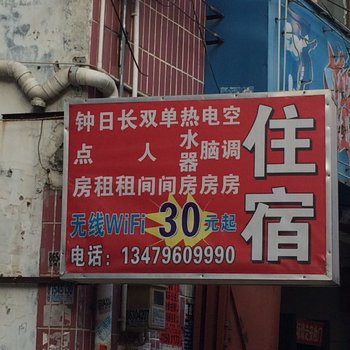 钟日长双单热电空
点人水器脑调
房租租间间房房房
无线WiFi 30元起
电话：13479609990
住宿